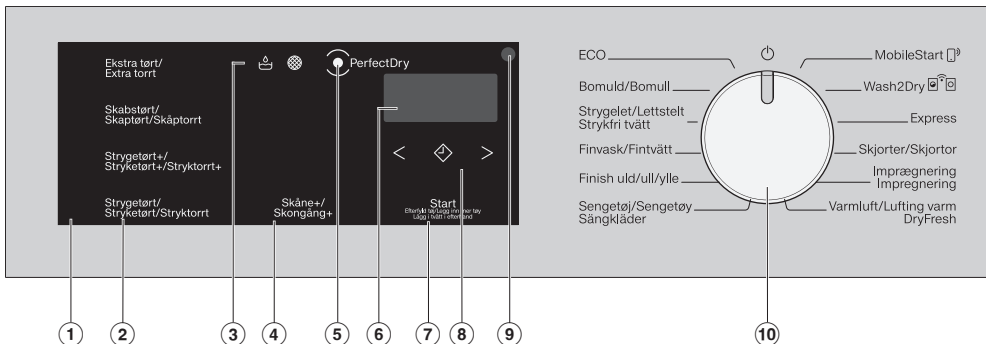 Ekstra tørt/
Extra torrt
Skabstørt/
Skaptørt/Skåptorrt
Strygetørt+/
Stryketørt+/Stryktorrt+
Strygetørt/
Stryketørt/Stryktorrt
Skåne+/
Skongång+
PerfectDry
Start
Efterfyld tøj/Legg inn mer tøy
Lägg i tvätt i efterhand
ECO
Bomuld/Bomull
Strygelet/Lettstelt
Strykfri tvätt
Finvask/Fintvätt
Finish uld/ull/ylle
Sengetøj/Sengetøy
Sängkläder
MobileStart
Wash2Dry
Express
Skjorter/Skjortor
Imprægnering
Impregnering
Varmluft/Lufting varm
DryFresh
1 2 3 4 5 6 7 8 9 10